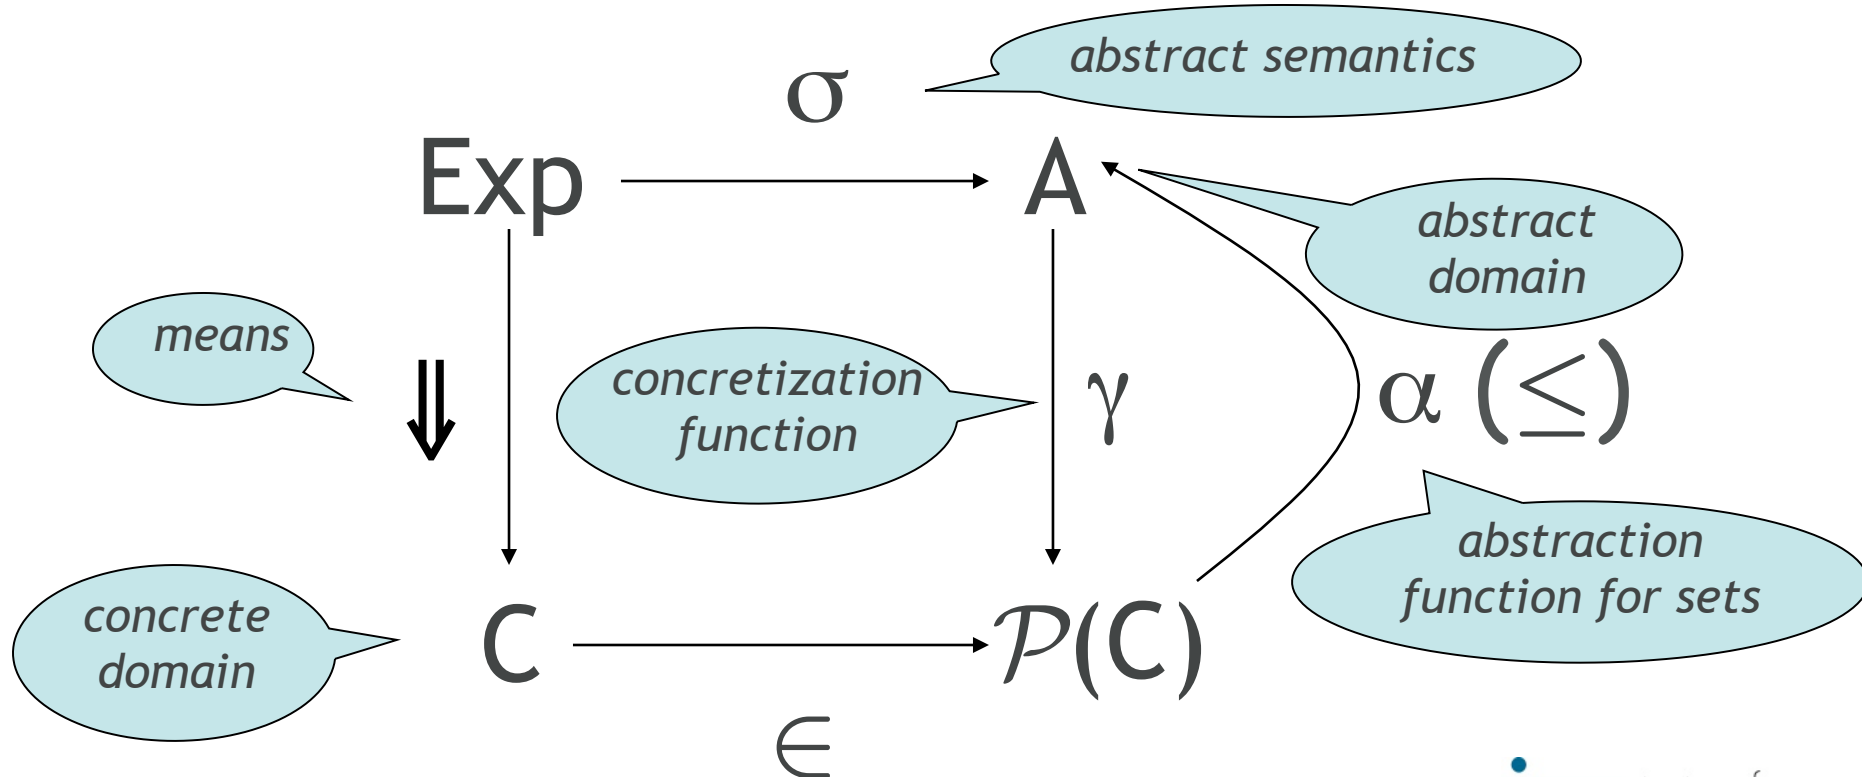 abstract semantics
σ
Exp
A
abstract
domain
means
⇓
concretization
function
γ
α (≤)
abstraction
function for sets
concrete
domain
C
𝒫(C)
∈